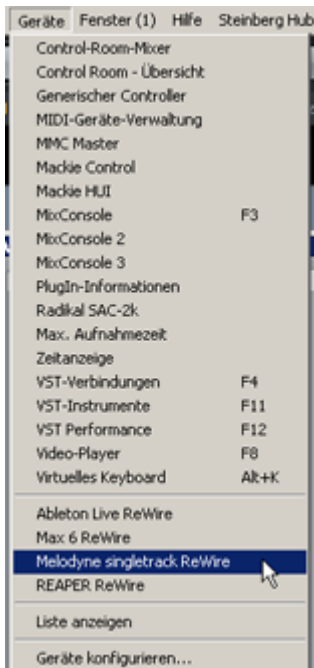 Geräte Fenster (1) Hilfe Steinberg Hub
Control-Room-Mixer
Control Room - Übersicht
Generischer Controller
MIDI-Geräte-Verwaltung
MMC Master
Mackie Control
Mackie HUI
MixConsole F3
MixConsole 2
MixConsole 3
PlugIn-Informationen
Radikal SAC-2k
Max. Aufnahmezeit
Zeitanzeige
VST-Verbindungen F4
VST-Instrumente F11
VST Performance F12
Video-Player F8
Virtuelles Keyboard Alt+K
Ableton Live ReWire
Max 6 ReWire
Melodyne singletrack ReWire
REAPER ReWire
Liste anzeigen
Geräte konfigurieren...